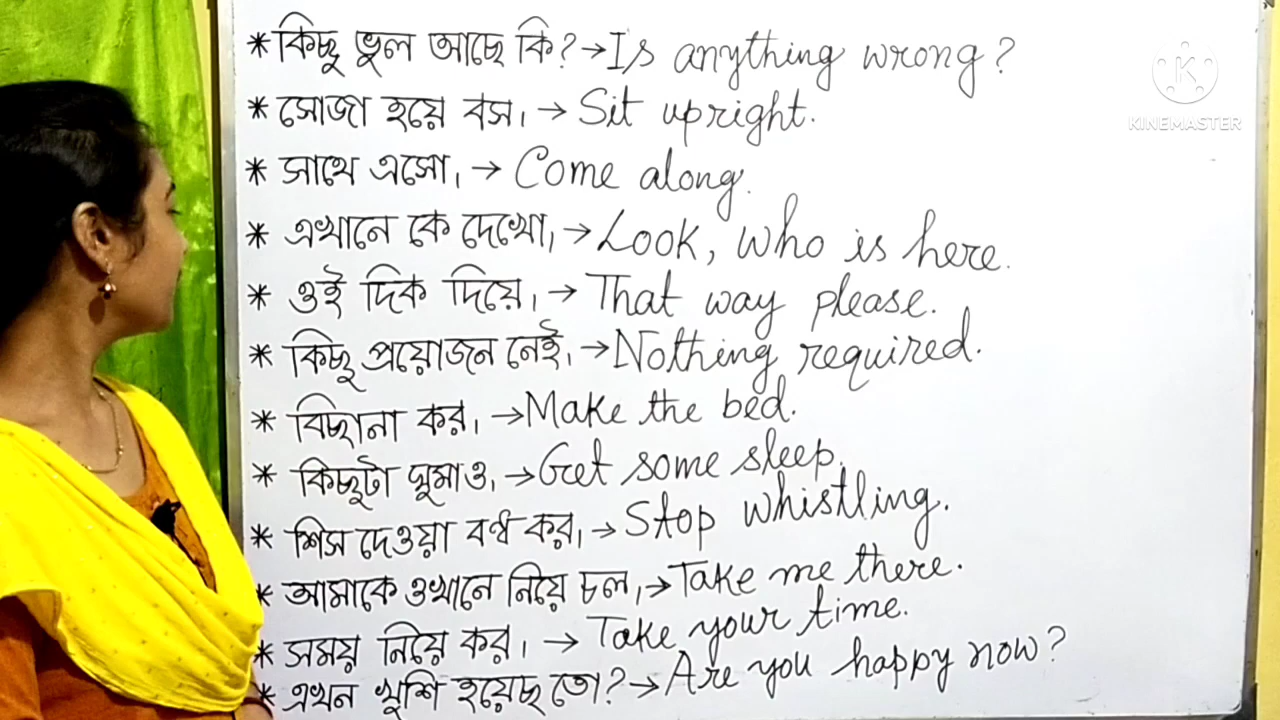 * কিছু ভুল আছে কি? → Is anything wrong?
* সোজা হয়ে বস। → Sit upright.
* সাথে এসো। → Come along.
* এখানে কে দেখো। → Look, who is here.
* ওই দিক দিয়ে। → That way please.
* কিছু প্রয়োজন নেই। → Nothing required.
* বিছানা কর। → Make the bed.
* কিছুটা ঘুমাও। → Get some sleep.
* শিস দেওয়া বন্ধ কর। → Stop whistling.
* আমাকে ওখানে নিয়ে চল। → Take me there.
* সময় নিয়ে কর। → Take your time.
* এখন খুশি হয়েছ তো? → Are you happy now?
K
KINEMASTER